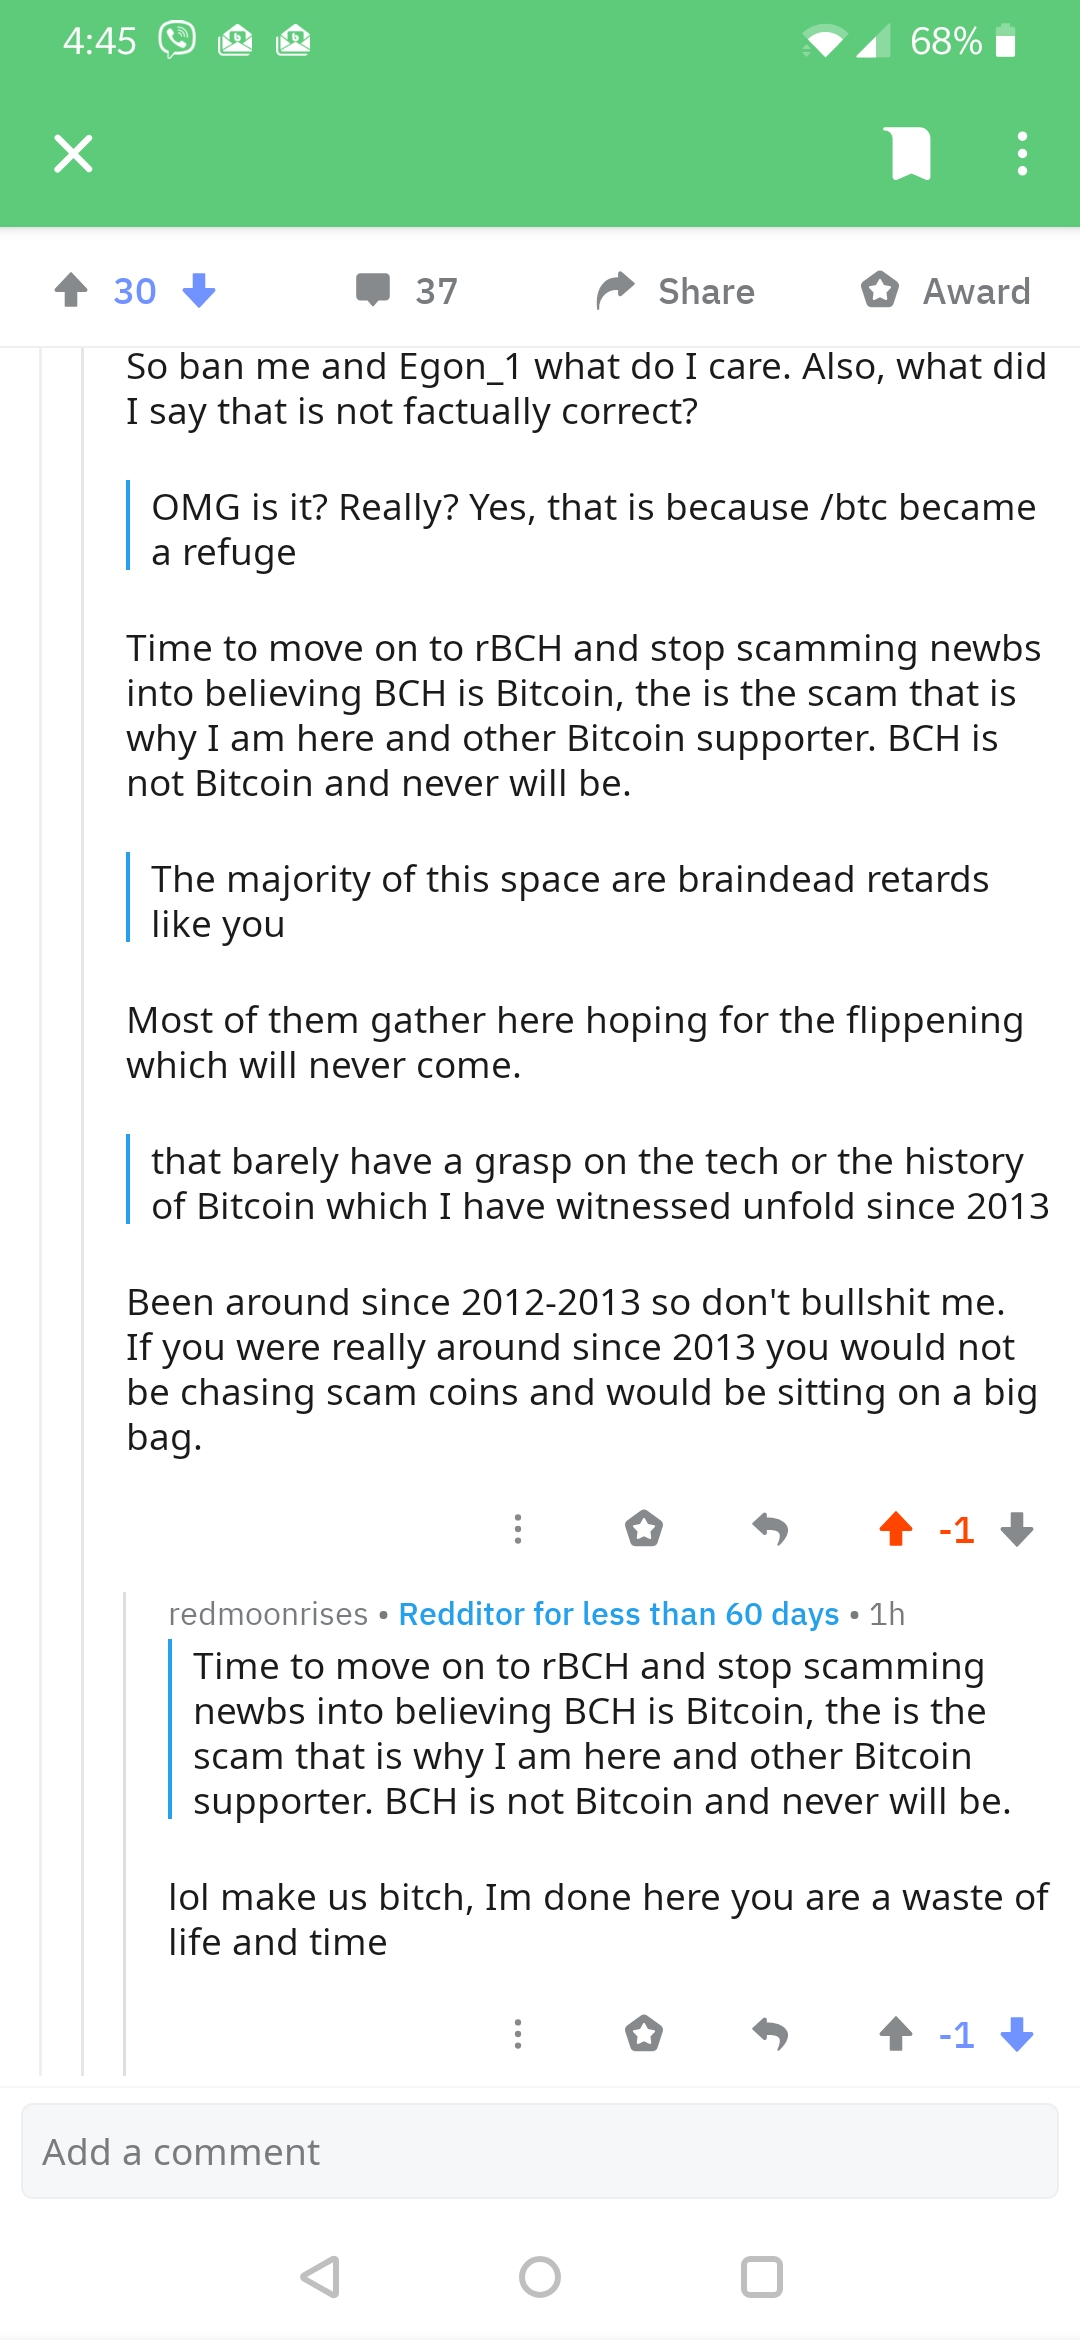 4:45
68%
30
37
Share
Award
So ban me and Egon_1 what do I care. Also, what did
I say that is not factually correct?
OMG is it? Really? Yes, that is because /btc became
a refuge
Time to move on to rBCH and stop scamming newbs
into believing BCH is Bitcoin, the is the scam that is
why I am here and other Bitcoin supporter. BCH is
not Bitcoin and never will be.
The majority of this space are braindead retards
like you
Most of them gather here hoping for the flippening
which will never come.
that barely have a grasp on the tech or the history
of Bitcoin which I have witnessed unfold since 2013
Been around since 2012-2013 so don't bullshit me.
If you were really around since 2013 you would not
be chasing scam coins and would be sitting on a big
bag.
-1
redmoonrises • Redditor for less than 60 days • 1h
Time to move on to rBCH and stop scamming
newbs into believing BCH is Bitcoin, the is the
scam that is why I am here and other Bitcoin
supporter. BCH is not Bitcoin and never will be.
lol make us bitch, Im done here you are a waste of
life and time
-1
Add a comment